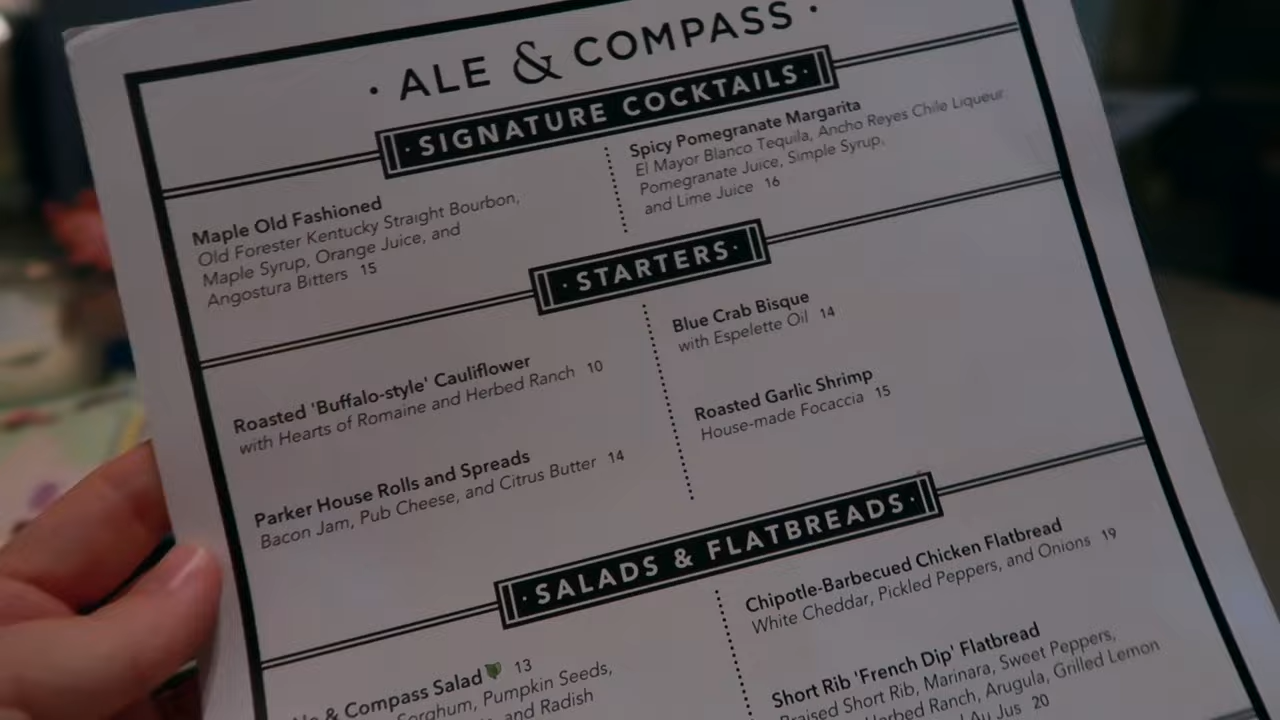 · ALE & COMPASS ·
· SIGNATURE COCKTAILS ·
Maple Old Fashioned
Old Forester Kentucky Straight Bourbon,
Maple Syrup, Orange Juice, and
Angostura Bitters 15
Spicy Pomegranate Margarita
El Mayor Blanco Tequila, Ancho Reyes Chile Liqueur
Pomegranate Juice, Simple Syrup,
and Lime Juice 16
· STARTERS ·
Roasted 'Buffalo-style' Cauliflower
with Hearts of Romaine and Herbed Ranch 10
Parker House Rolls and Spreads
Bacon Jam, Pub Cheese, and Citrus Butter 14
Blue Crab Bisque
with Espelette Oil 14
Roasted Garlic Shrimp
House-made Focaccia 15
· SALADS & FLATBREADS ·
& Compass Salad 13
Sorghum, Pumpkin Seeds,
and Radish
Chipotle-Barbecued Chicken Flatbread
White Cheddar, Pickled Peppers, and Onions 19
Short Rib 'French Dip' Flatbread
Braised Short Rib, Marinara, Sweet Peppers,
Herbed Ranch, Arugula, Grilled Lemon
Au Jus 20